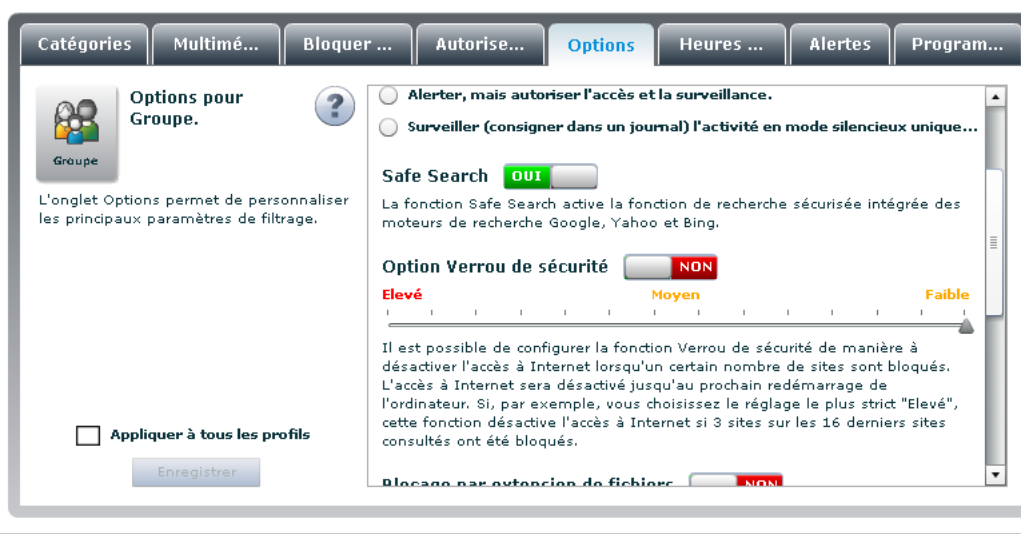 Catégories
Multimé...
Bloquer ...
Autorise...
Options
Heures ...
Alertes
Program...
Options pour
Groupe.
?
Groupe
L'onglet Options permet de personnaliser
les principaux paramètres de filtrage.
Appliquer à tous les profils
Enregistrer
Alerter, mais autoriser l'accès et la surveillance.
Surveiller (consigner dans un journal) l'activité en mode silencieux unique...
Safe Search OUI
La fonction Safe Search active la fonction de recherche sécurisée intégrée des
moteurs de recherche Google, Yahoo et Bing.
Option Verrou de sécurité NON
Elevé Moyen Faible
Il est possible de configurer la fonction Verrou de sécurité de manière à
désactiver l'accès à Internet lorsqu'un certain nombre de sites sont bloqués.
L'accès à Internet sera désactivé jusqu'au prochain redémarrage de
l'ordinateur. Si, par exemple, vous choisissez le réglage le plus strict "Elevé",
cette fonction désactive l'accès à Internet si 3 sites sur les 16 derniers sites
consultés ont été bloqués.
Blocage par extension de fichiers NON